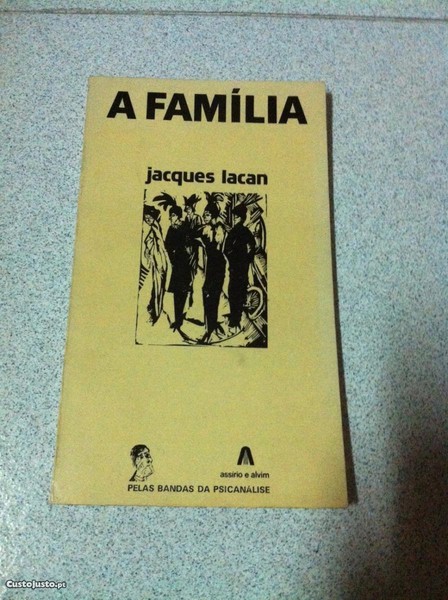 A FAMÍLIA
jacques lacan
assírio e alvim
PELAS BANDAS DA PSICANÁLISE
CustoJusto.pt